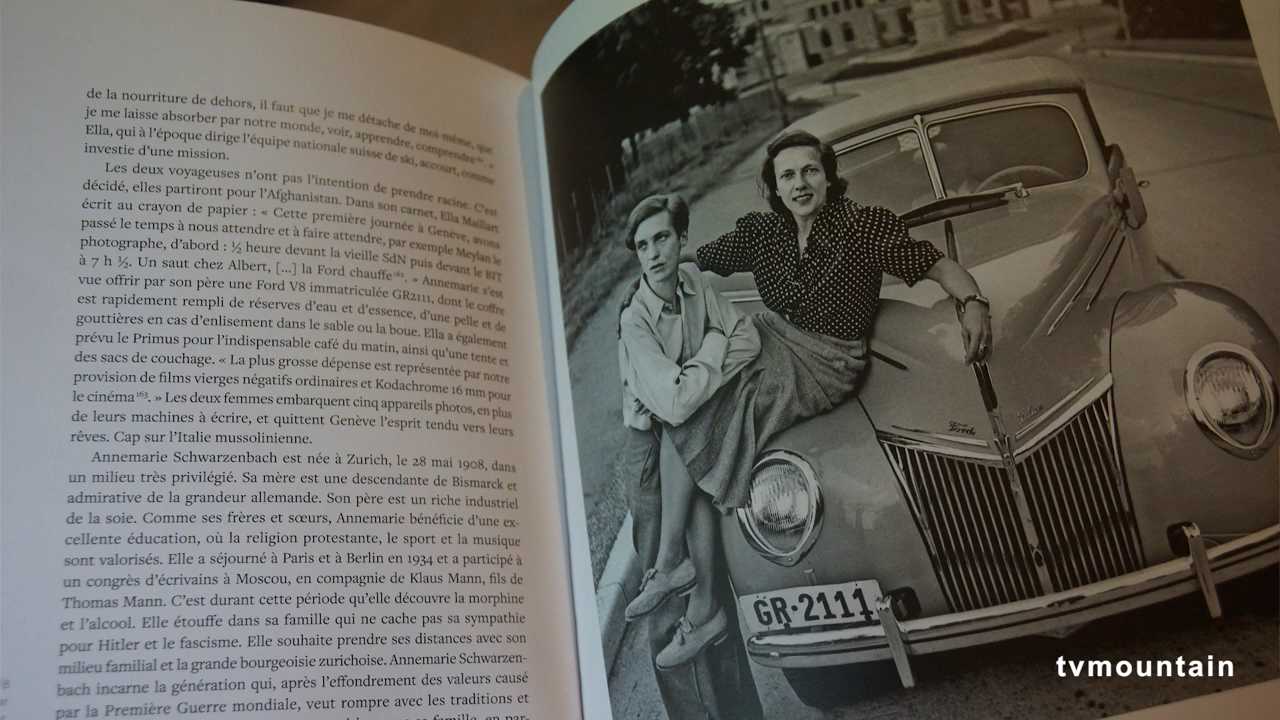 de la nourriture de dehors, il faut que je me détache de moi-même, que
je me laisse absorber par notre monde, voir, apprendre, comprendre . »
Ella, qui à l'époque dirige l'équipe nationale suisse de ski, accourt, comme
investie d'une mission.
Les deux voyageuses n'ont pas l'intention de prendre racine. C'est
décidé, elles partiront pour l'Afghanistan. Dans son carnet, Ella Maillart
écrit au crayon de papier : « Cette première journée à Genève, avons
passé le temps à nous attendre et à faire attendre, par exemple Meylan le
photographe, d'abord : ½ heure devant la vieille SdN puis devant le BIT
à 7 h ½. Un saut chez Albert, [...] la Ford chauffe¹⁶². » Annemarie s'est
vue offrir par son père une Ford V8 immatriculée GR2111, dont le coffre
est rapidement rempli de réserves d'eau et d'essence, d'une pelle et de
gouttières en cas d'enlisement dans le sable ou la boue. Ella a également
prévu le Primus pour l'indispensable café du matin, ainsi qu'une tente et
des sacs de couchage. « La plus grosse dépense est représentée par notre
provision de films vierges négatifs ordinaires et Kodachrome 16 mm pour
le cinéma¹⁶³. » Les deux femmes embarquent cinq appareils photos, en plus
de leurs machines à écrire, et quittent Genève l'esprit tendu vers leurs
rêves. Cap sur l'Italie mussolinienne.
Annemarie Schwarzenbach est née à Zurich, le 28 mai 1908, dans
un milieu très privilégié. Sa mère est une descendante de Bismarck et
admirative de la grandeur allemande. Son père est un riche industriel
de la soie. Comme ses frères et sœurs, Annemarie bénéficie d'une ex-
cellente éducation, où la religion protestante, le sport et la musique
sont valorisés. Elle a séjourné à Paris et à Berlin en 1934 et a participé à
un congrès d'écrivains à Moscou, en compagnie de Klaus Mann, fils de
Thomas Mann. C'est durant cette période qu'elle découvre la morphine
et l'alcool. Elle étouffe dans sa famille qui ne cache pas sa sympathie
pour Hitler et le fascisme. Elle souhaite prendre ses distances avec son
milieu familial et la grande bourgeoisie zurichoise. Annemarie Schwarzen-
bach incarne la génération qui, après l'effondrement des valeurs causé
par la Première Guerre mondiale, veut rompre avec les traditions et
famille, en par-
Ford
GR·2111
tvmountain